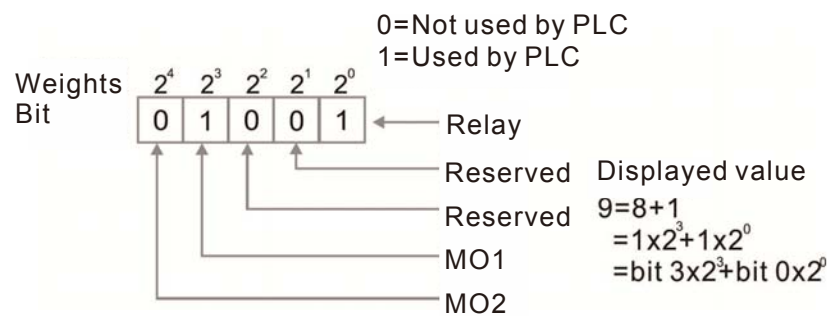 0=Not used by PLC
1=Used by PLC
Weights 2⁴ 2³ 2² 2¹ 2⁰
Bit 0 1 0 0 1
Relay
Reserved
Displayed value
Reserved
9=8+1
=1x2³+1x2⁰
MO1
=bit 3x2³+bit 0x2⁰
MO2